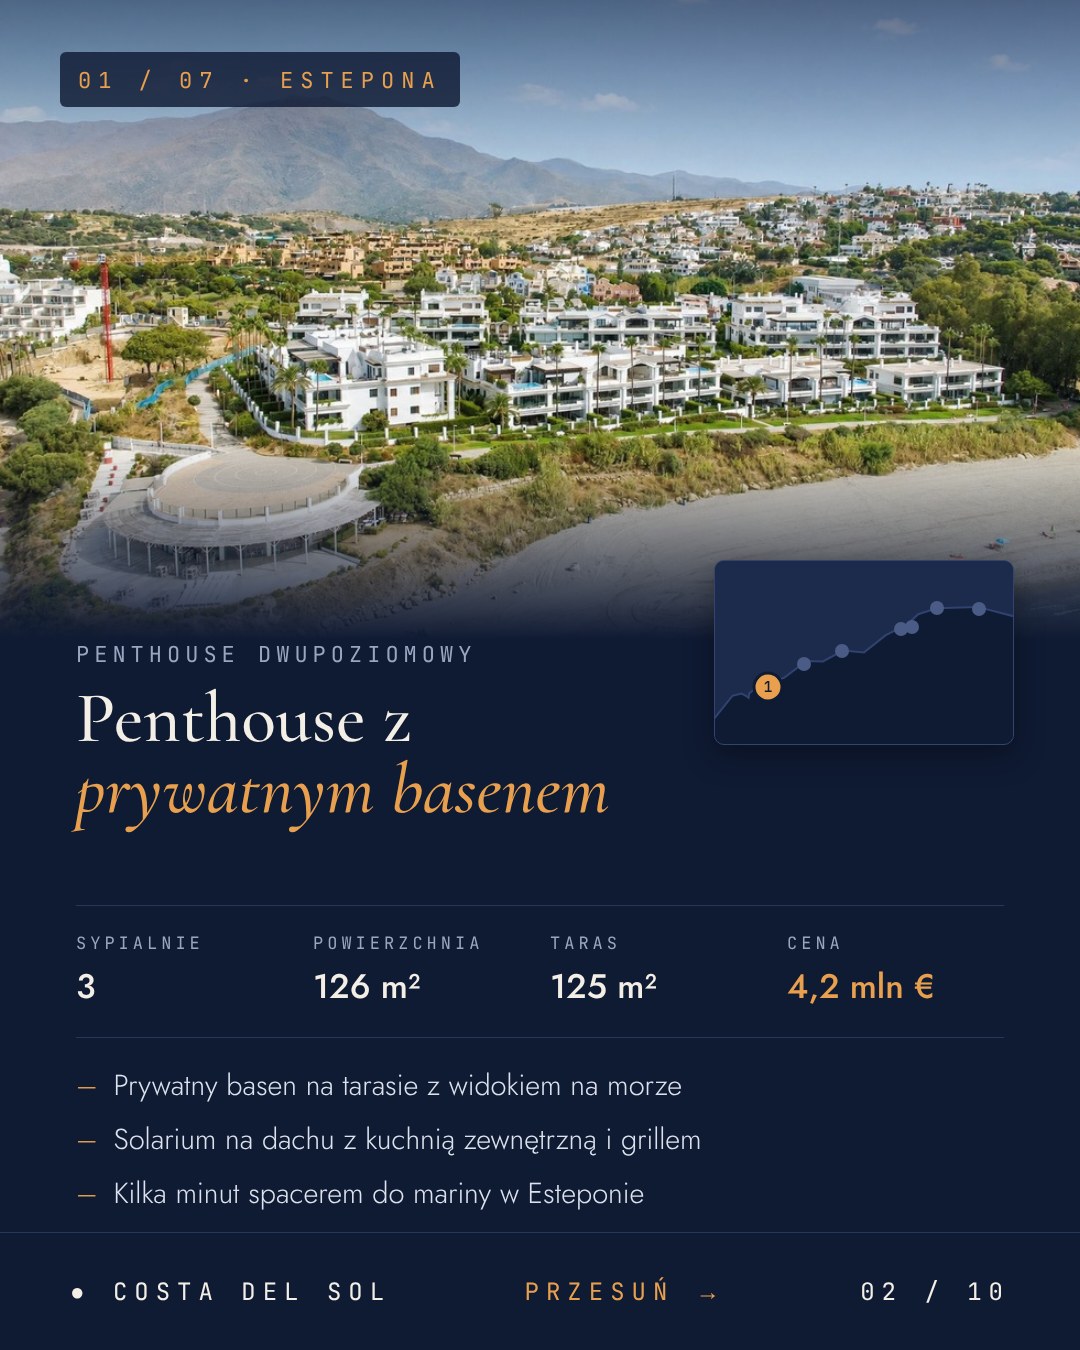 01 / 07 · ESTEPONA
1
PENTHOUSE DWUPOZIOMOWY
Penthouse z
prywatnym basenem
SYPIALNIE POWIERZCHNIA TARAS CENA
3 126 m² 125 m² 4,2 mln €
— Prywatny basen na tarasie z widokiem na morze
— Solarium na dachu z kuchnią zewnętrzną i grillem
— Kilka minut spacerem do mariny w Esteponie
• COSTA DEL SOL PRZESUŃ → 02 / 10